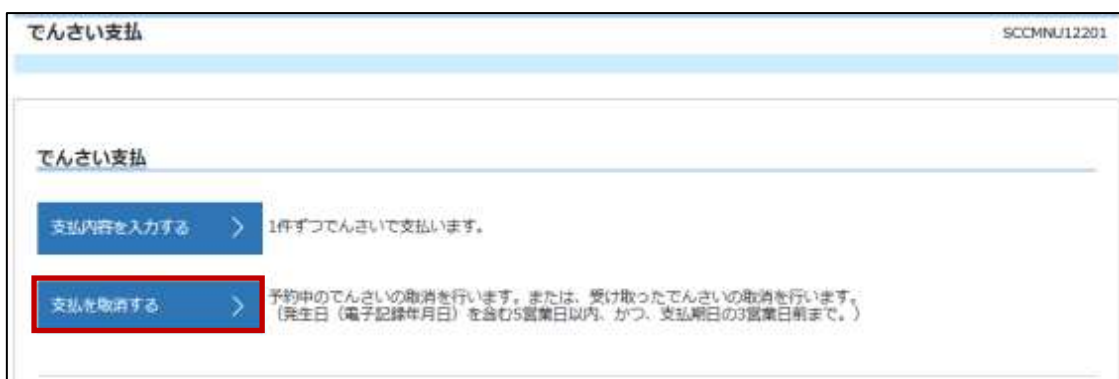 でんさい支払
SCCMNU12201
でんさい支払
支払内容を入力する
1件ずつでんさいで支払います。
支払を取消する
予約中のでんさいの取消を行います。または、受け取ったでんさいの取消を行います。
（発生日（電子記録年月日）を含む5営業日以内、かつ、支払期日の3営業日前まで。）